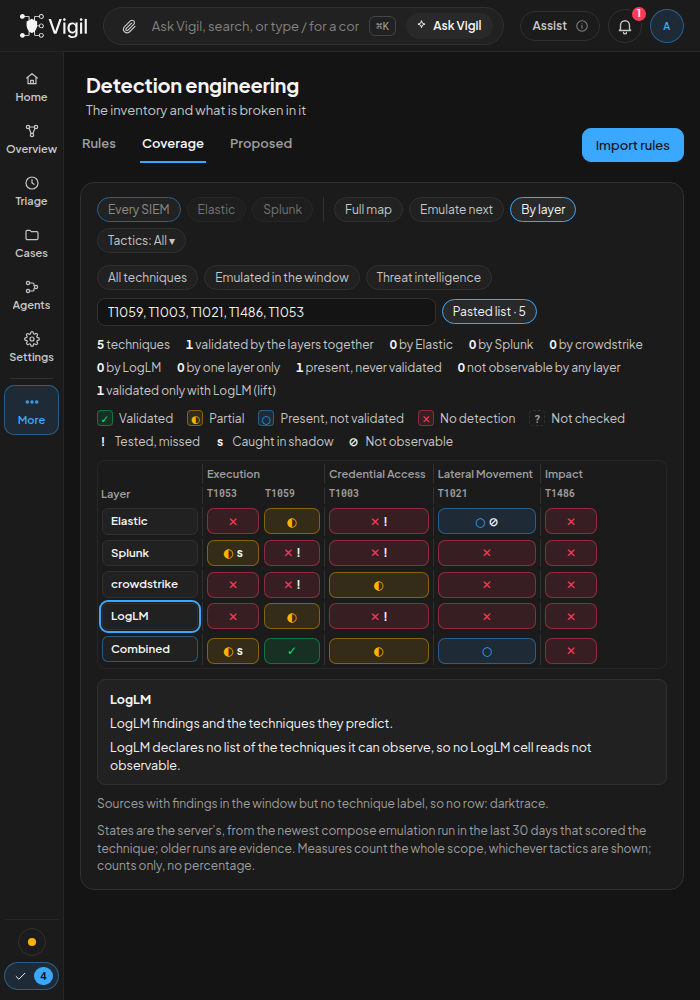 Vigil
Ask Vigil, search, or type / for a cor
⌘K
Ask Vigil
Assist
1
A
Home
Overview
Triage
Cases
Agents
Settings
More
4
Detection engineering
The inventory and what is broken in it
Rules Coverage Proposed
Import rules
Every SIEM Elastic Splunk Full map Emulate next By layer
Tactics: All ▾
All techniques Emulated in the window Threat intelligence
T1059, T1003, T1021, T1486, T1053
Pasted list · 5
5 techniques 1 validated by the layers together 0 by Elastic 0 by Splunk 0 by crowdstrike
0 by LogLM 0 by one layer only 1 present, never validated 0 not observable by any layer
1 validated only with LogLM (lift)
✓ Validated ◐ Partial ○ Present, not validated ✕ No detection ? Not checked
! Tested, missed s Caught in shadow ⊘ Not observable
Execution Credential Access Lateral Movement Impact
Layer T1053 T1059 T1003 T1021 T1486
Elastic ✕ ◐ ✕ ! ○ ⊘ ✕
Splunk ◐ s ✕ ! ✕ ! ✕ ✕
crowdstrike ✕ ✕ ! ◐ ✕ ✕
LogLM ✕ ◐ ✕ ! ✕ ✕
Combined ◐ s ✓ ◐ ○ ✕
LogLM
LogLM findings and the techniques they predict.
LogLM declares no list of the techniques it can observe, so no LogLM cell reads not
observable.
Sources with findings in the window but no technique label, so no row: darktrace.
States are the server's, from the newest compose emulation run in the last 30 days that scored the
technique; older runs are evidence. Measures count the whole scope, whichever tactics are shown;
counts only, no percentage.